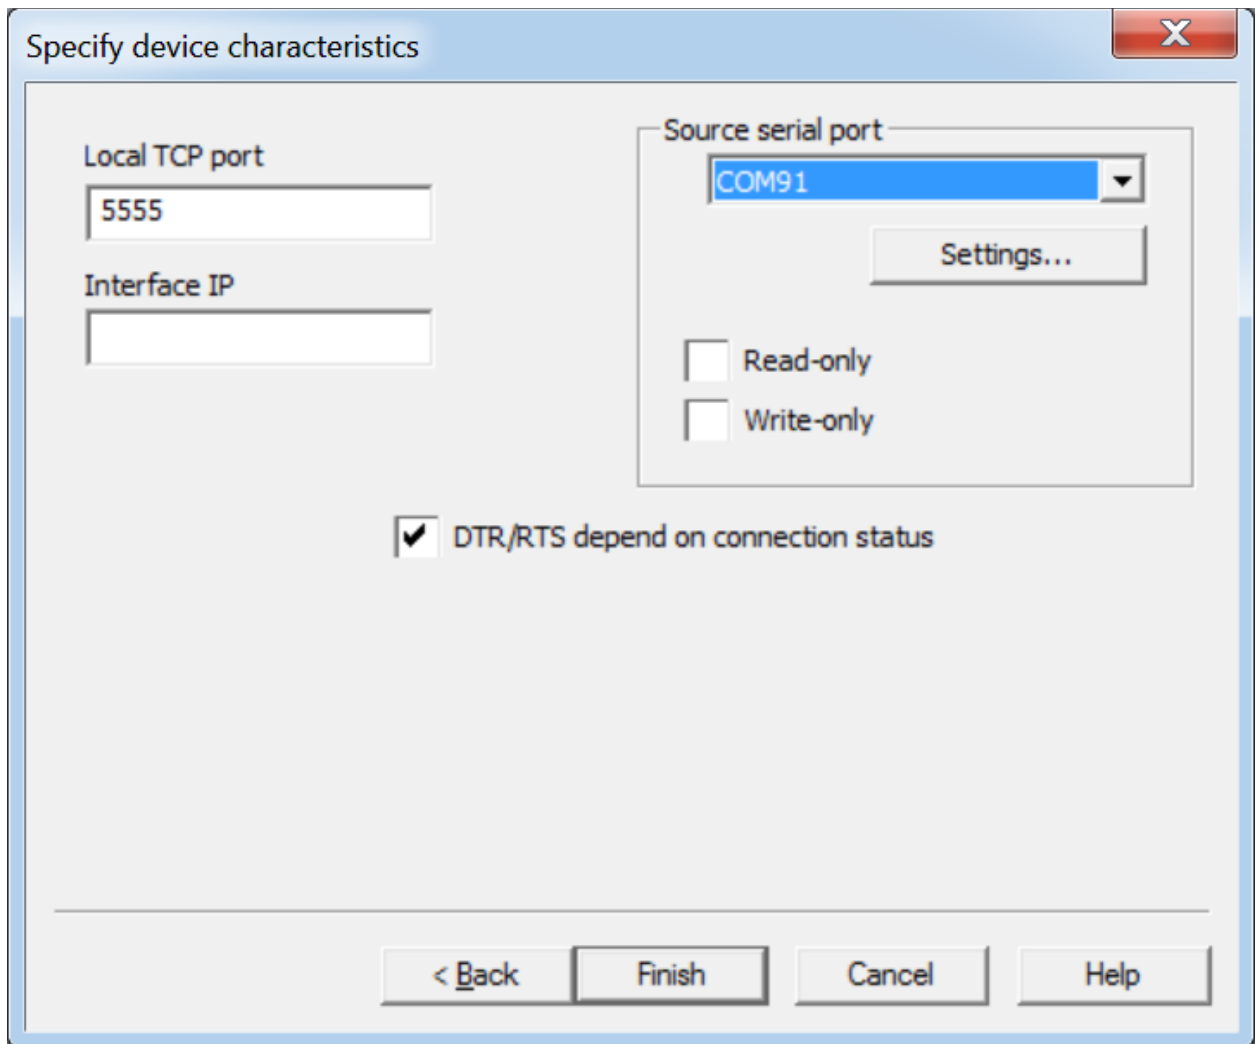 Specify device characteristics
X
Local TCP port
5555
Interface IP
Source serial port
COM91
Settings...
Read-only
Write-only
DTR/RTS depend on connection status
< Back
Finish
Cancel
Help